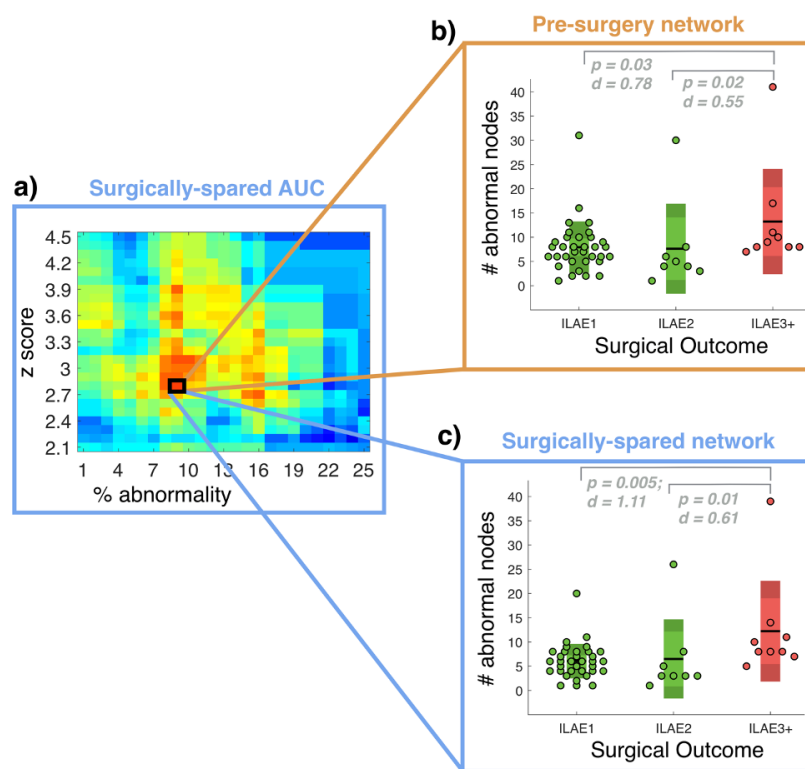 a)
Surgically-spared AUC
z score
4.5
4.2
3.9
3.6
3.3
3
2.7
2.4
2.1
1 4 7 10 13 16 19 22 25
% abnormality
b)
Pre-surgery network
p = 0.03
d = 0.78
p = 0.02
d = 0.55
# abnormal nodes
40
35
30
25
20
15
10
5
0
ILAE1 ILAE2 ILAE3+
Surgical Outcome
c)
Surgically-spared network
p = 0.005;
d = 1.11
p = 0.01
d = 0.61
# abnormal nodes
40
35
30
25
20
15
10
5
0
ILAE1 ILAE2 ILAE3+
Surgical Outcome